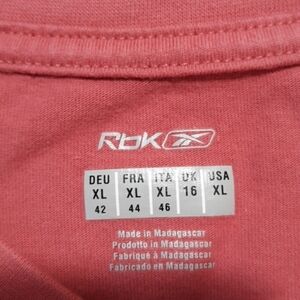 Rbk
DEU FRA ITA UK USA
XL XL XL 16 XL
42 44 46
Made in Madagascar
Prodotto in Madagascar
Fabriqué à Madagascar
Fabricado en Madagascar